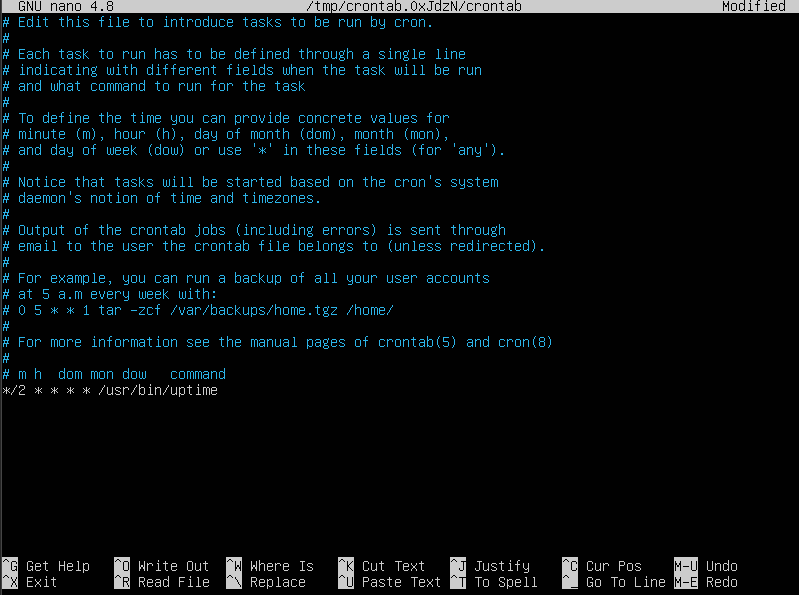 GNU nano 4.8 /tmp/crontab.0xJdzN/crontab Modified
# Edit this file to introduce tasks to be run by cron.
#
# Each task to run has to be defined through a single line
# indicating with different fields when the task will be run
# and what command to run for the task
#
# To define the time you can provide concrete values for
# minute (m), hour (h), day of month (dom), month (mon),
# and day of week (dow) or use '*' in these fields (for 'any').
#
# Notice that tasks will be started based on the cron's system
# daemon's notion of time and timezones.
#
# Output of the crontab jobs (including errors) is sent through
# email to the user the crontab file belongs to (unless redirected).
#
# For example, you can run a backup of all your user accounts
# at 5 a.m every week with:
# 0 5 * * 1 tar -zcf /var/backups/home.tgz /home/
#
# For more information see the manual pages of crontab(5) and cron(8)
#
# m h  dom mon dow   command
*/2 * * * * /usr/bin/uptime
^G Get Help ^O Write Out ^W Where Is ^K Cut Text ^J Justify ^C Cur Pos M-U Undo
^X Exit ^R Read File ^\ Replace ^U Paste Text ^T To Spell ^_ Go To Line M-E Redo